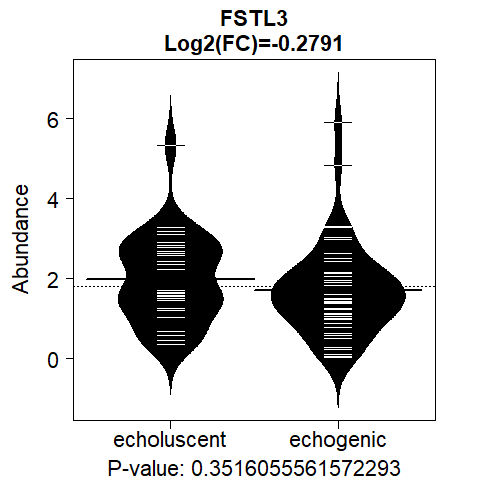 FSTL3
Log2(FC)=-0.2791
Abundance
6
4
2
0
echoluscent echogenic
P-value: 0.3516055561572293